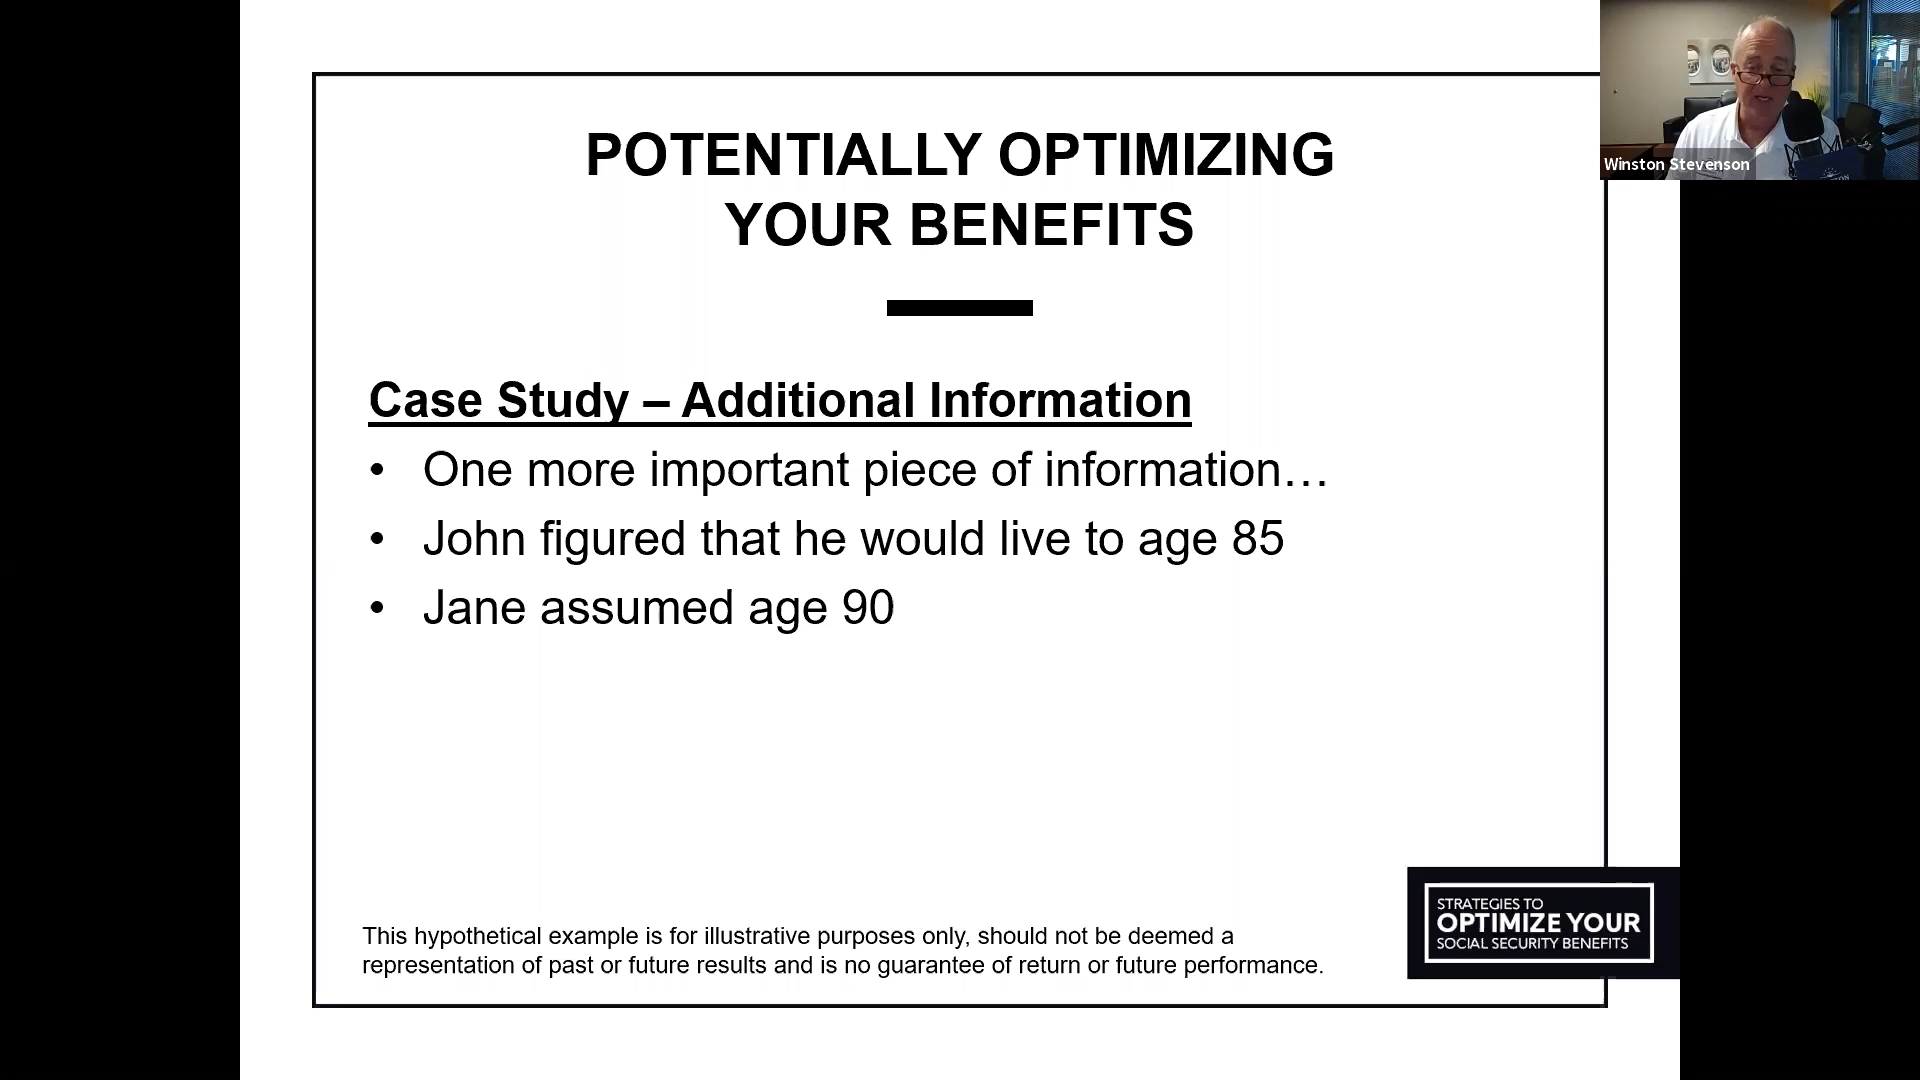 POTENTIALLY OPTIMIZING
YOUR BENEFITS
Winston Stevenson
Case Study – Additional Information
• One more important piece of information…
• John figured that he would live to age 85
• Jane assumed age 90
This hypothetical example is for illustrative purposes only, should not be deemed a
representation of past or future results and is no guarantee of return or future performance.
STRATEGIES TO
OPTIMIZE YOUR
SOCIAL SECURITY BENEFITS